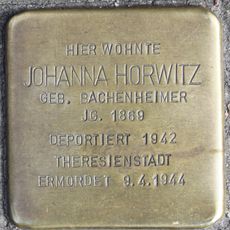 HIER WOHNTE
JOHANNA HORWITZ
GEB. BACHENHEIMER
JG. 1869
DEPORTIERT 1942
THERESIENSTADT
ERMORDET 9.4.1944